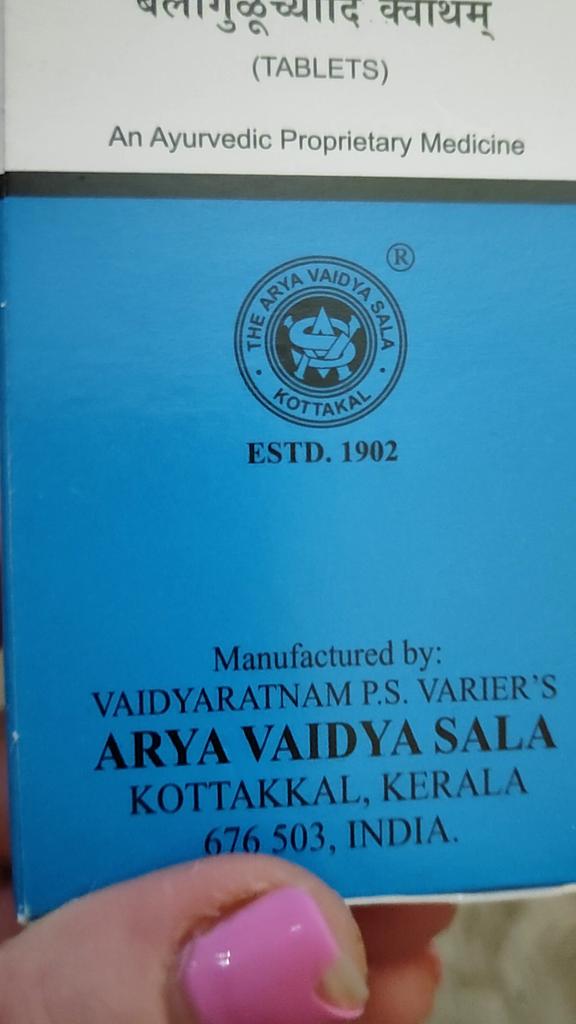 बलागुळूच्यादि क्वाथम्
(TABLETS)
An Ayurvedic Proprietary Medicine
®
THE ARYA VAIDYA SALA
• KOTTAKAL •
ESTD. 1902
Manufactured by:
VAIDYARATNAM P.S. VARIER'S
ARYA VAIDYA SALA
KOTTAKKAL, KERALA
676 503, INDIA.